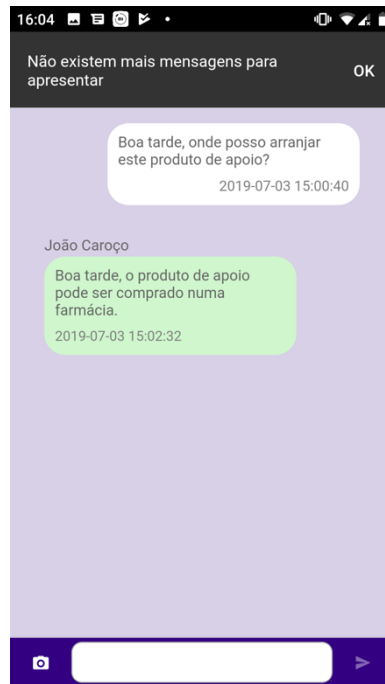 16:04
Não existem mais mensagens para
apresentar
OK
Boa tarde, onde posso arranjar
este produto de apoio?
2019-07-03 15:00:40
João Caroço
Boa tarde, o produto de apoio
pode ser comprado numa
farmácia.
2019-07-03 15:02:32